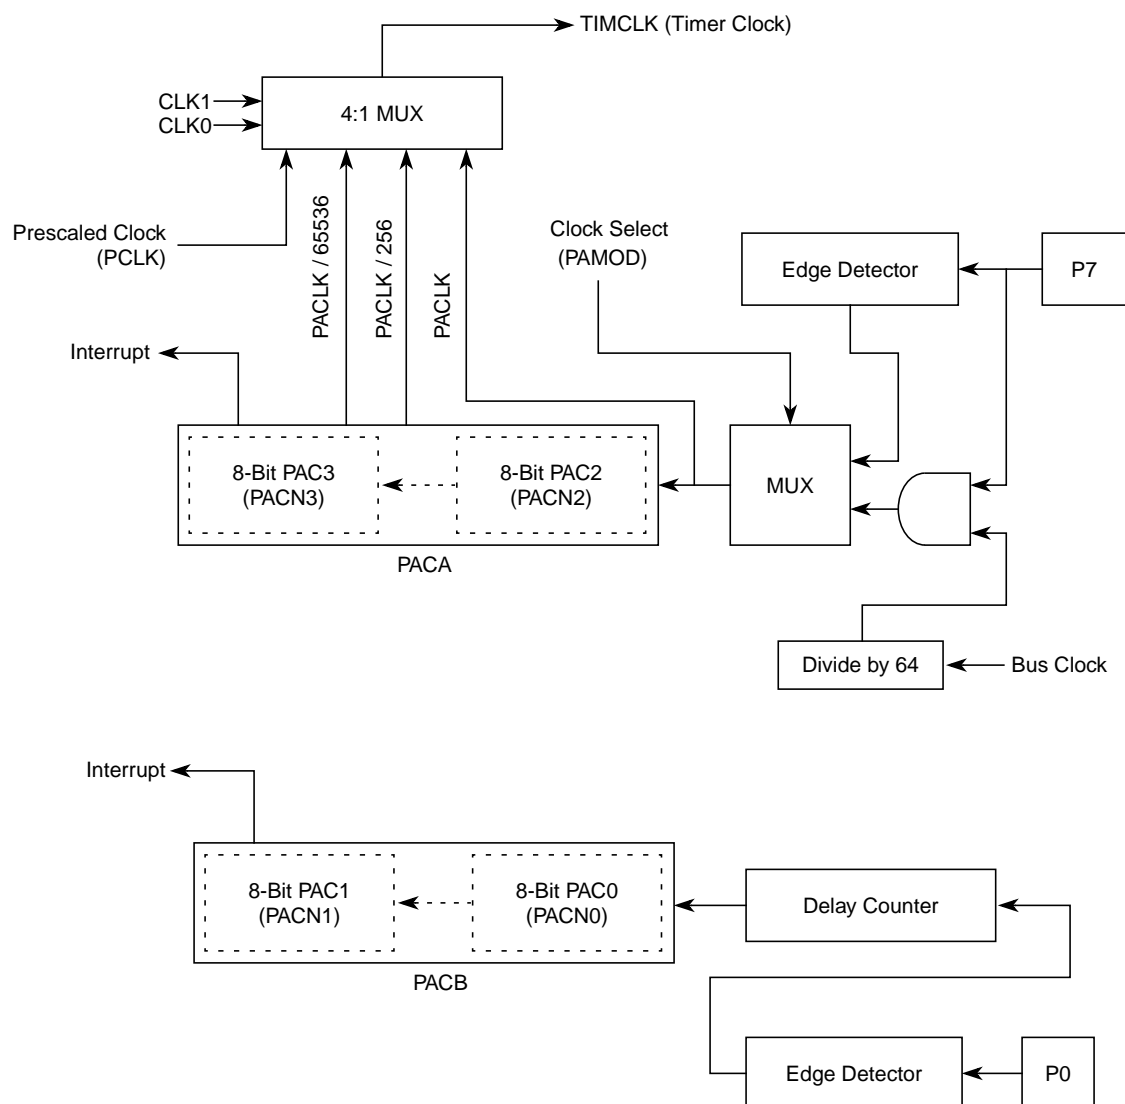 TIMCLK (Timer Clock)
CLK1
CLK0
4:1 MUX
Prescaled Clock
(PCLK)
PACLK / 65536
PACLK / 256
PACLK
Clock Select
(PAMOD)
Edge Detector
P7
Interrupt
8-Bit PAC3
(PACN3)
8-Bit PAC2
(PACN2)
MUX
PACA
Divide by 64
Bus Clock
Interrupt
8-Bit PAC1
(PACN1)
8-Bit PAC0
(PACN0)
Delay Counter
PACB
Edge Detector
P0